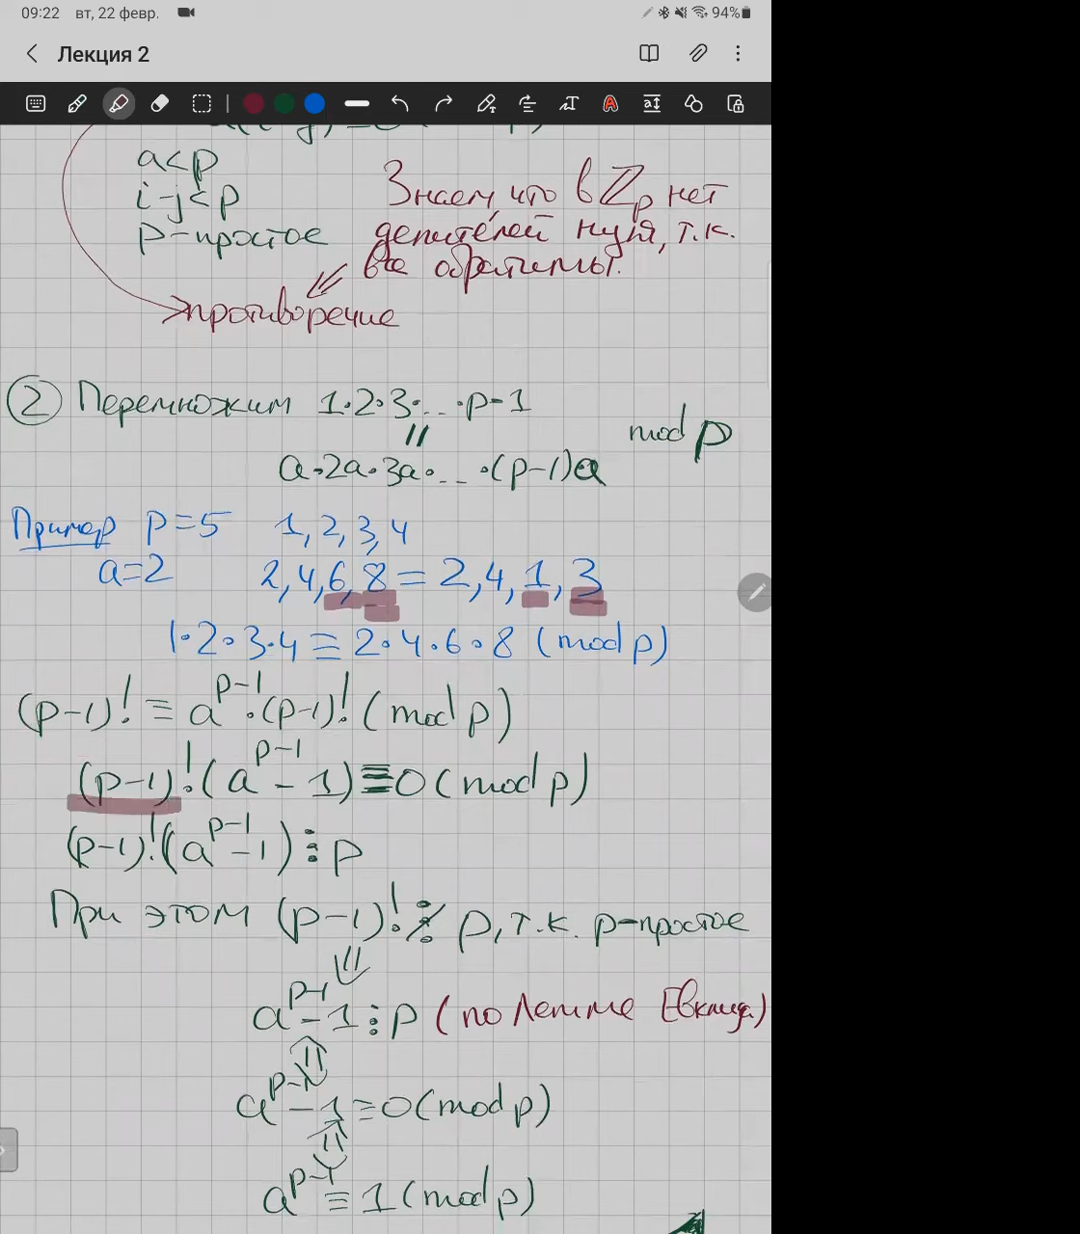 09:22 вт, 22 февр. 94%
Лекция 2
a<p
i-j<p
p-простое
Знаем, что в ℤₚ нет
делителей нуля, т.к.
все обратимы.
противоречие
② Перемножим 1·2·3·...·p-1
||
a·2a·3a·...·(p-1)a
mod p
Пример p=5 1,2,3,4
a=2 2,4,6,8=2,4,1,3
1·2·3·4≡2·4·6·8 (mod p)
(p-1)!≡a^{p-1}·(p-1)! (mod p)
(p-1)!(a^{p-1}-1)≡0 (mod p)
(p-1)!(a^{p-1}-1)⋮p
При этом (p-1)! ⋮̸ p, т.к. p-простое
⇓
a^{p-1}-1⋮p (по Лемме Евклида)
⇕
a^{p-1}-1≡0 (mod p)
⇕
a^{p-1}≡1 (mod p)